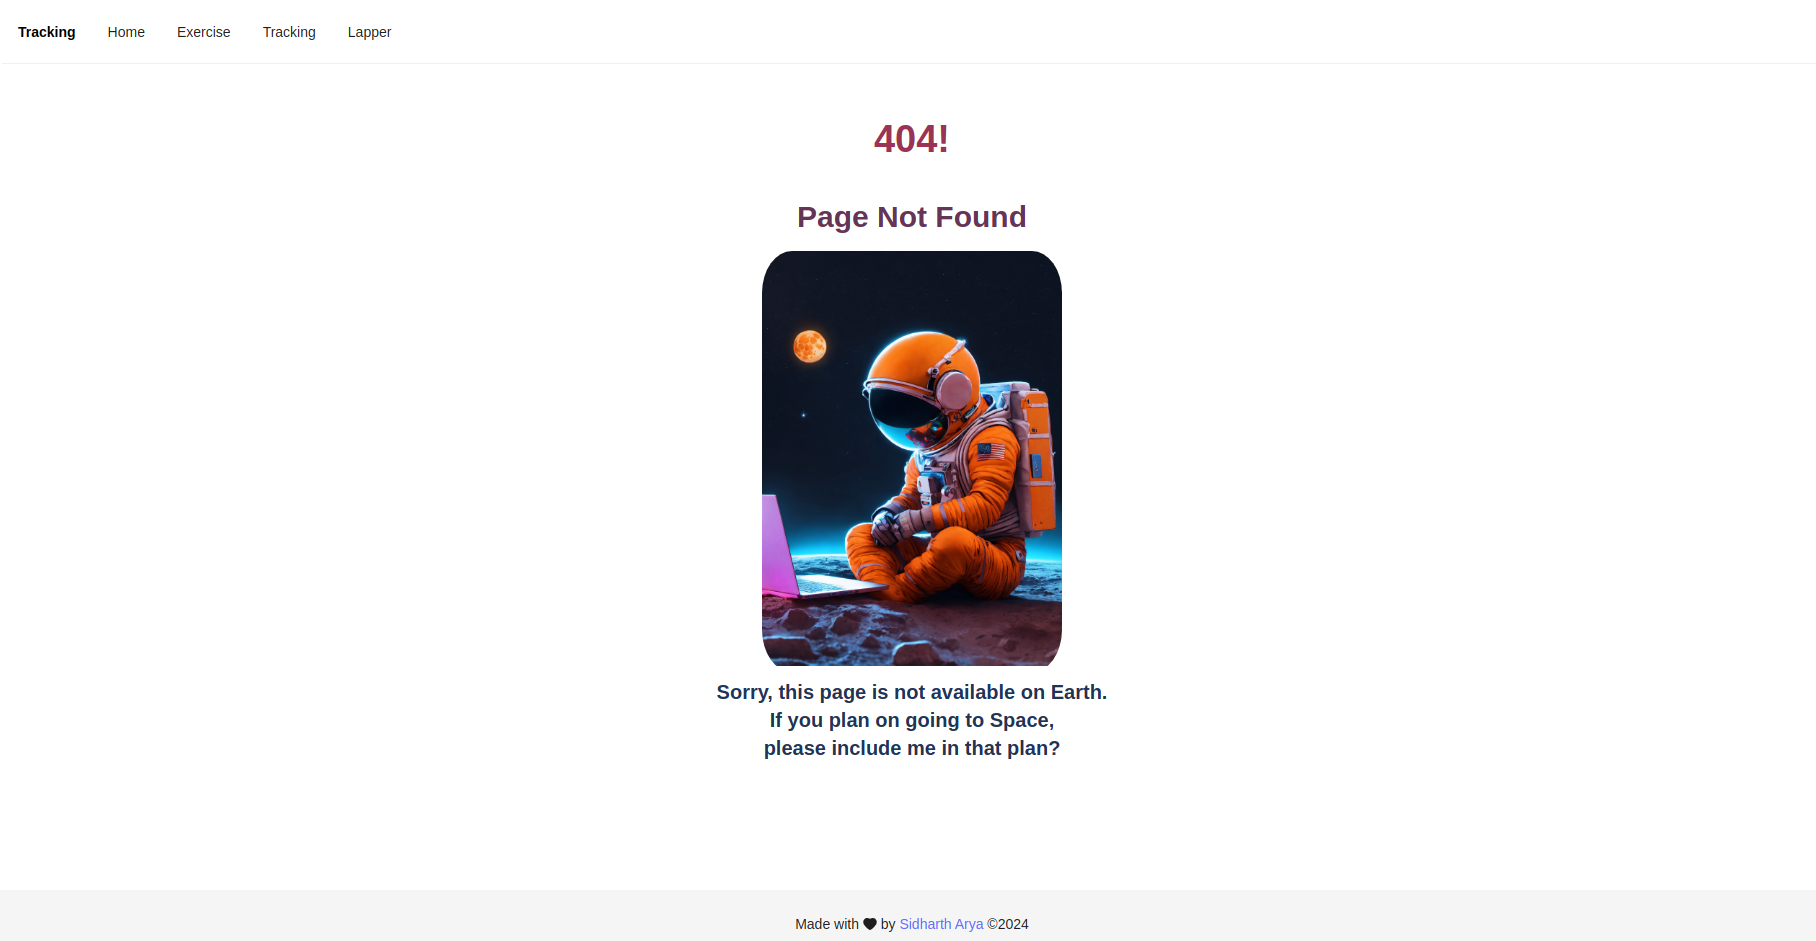 Tracking Home Exercise Tracking Lapper
404!
Page Not Found
Sorry, this page is not available on Earth.
If you plan on going to Space,
please include me in that plan?
Made with 🖤 by Sidharth Arya ©2024